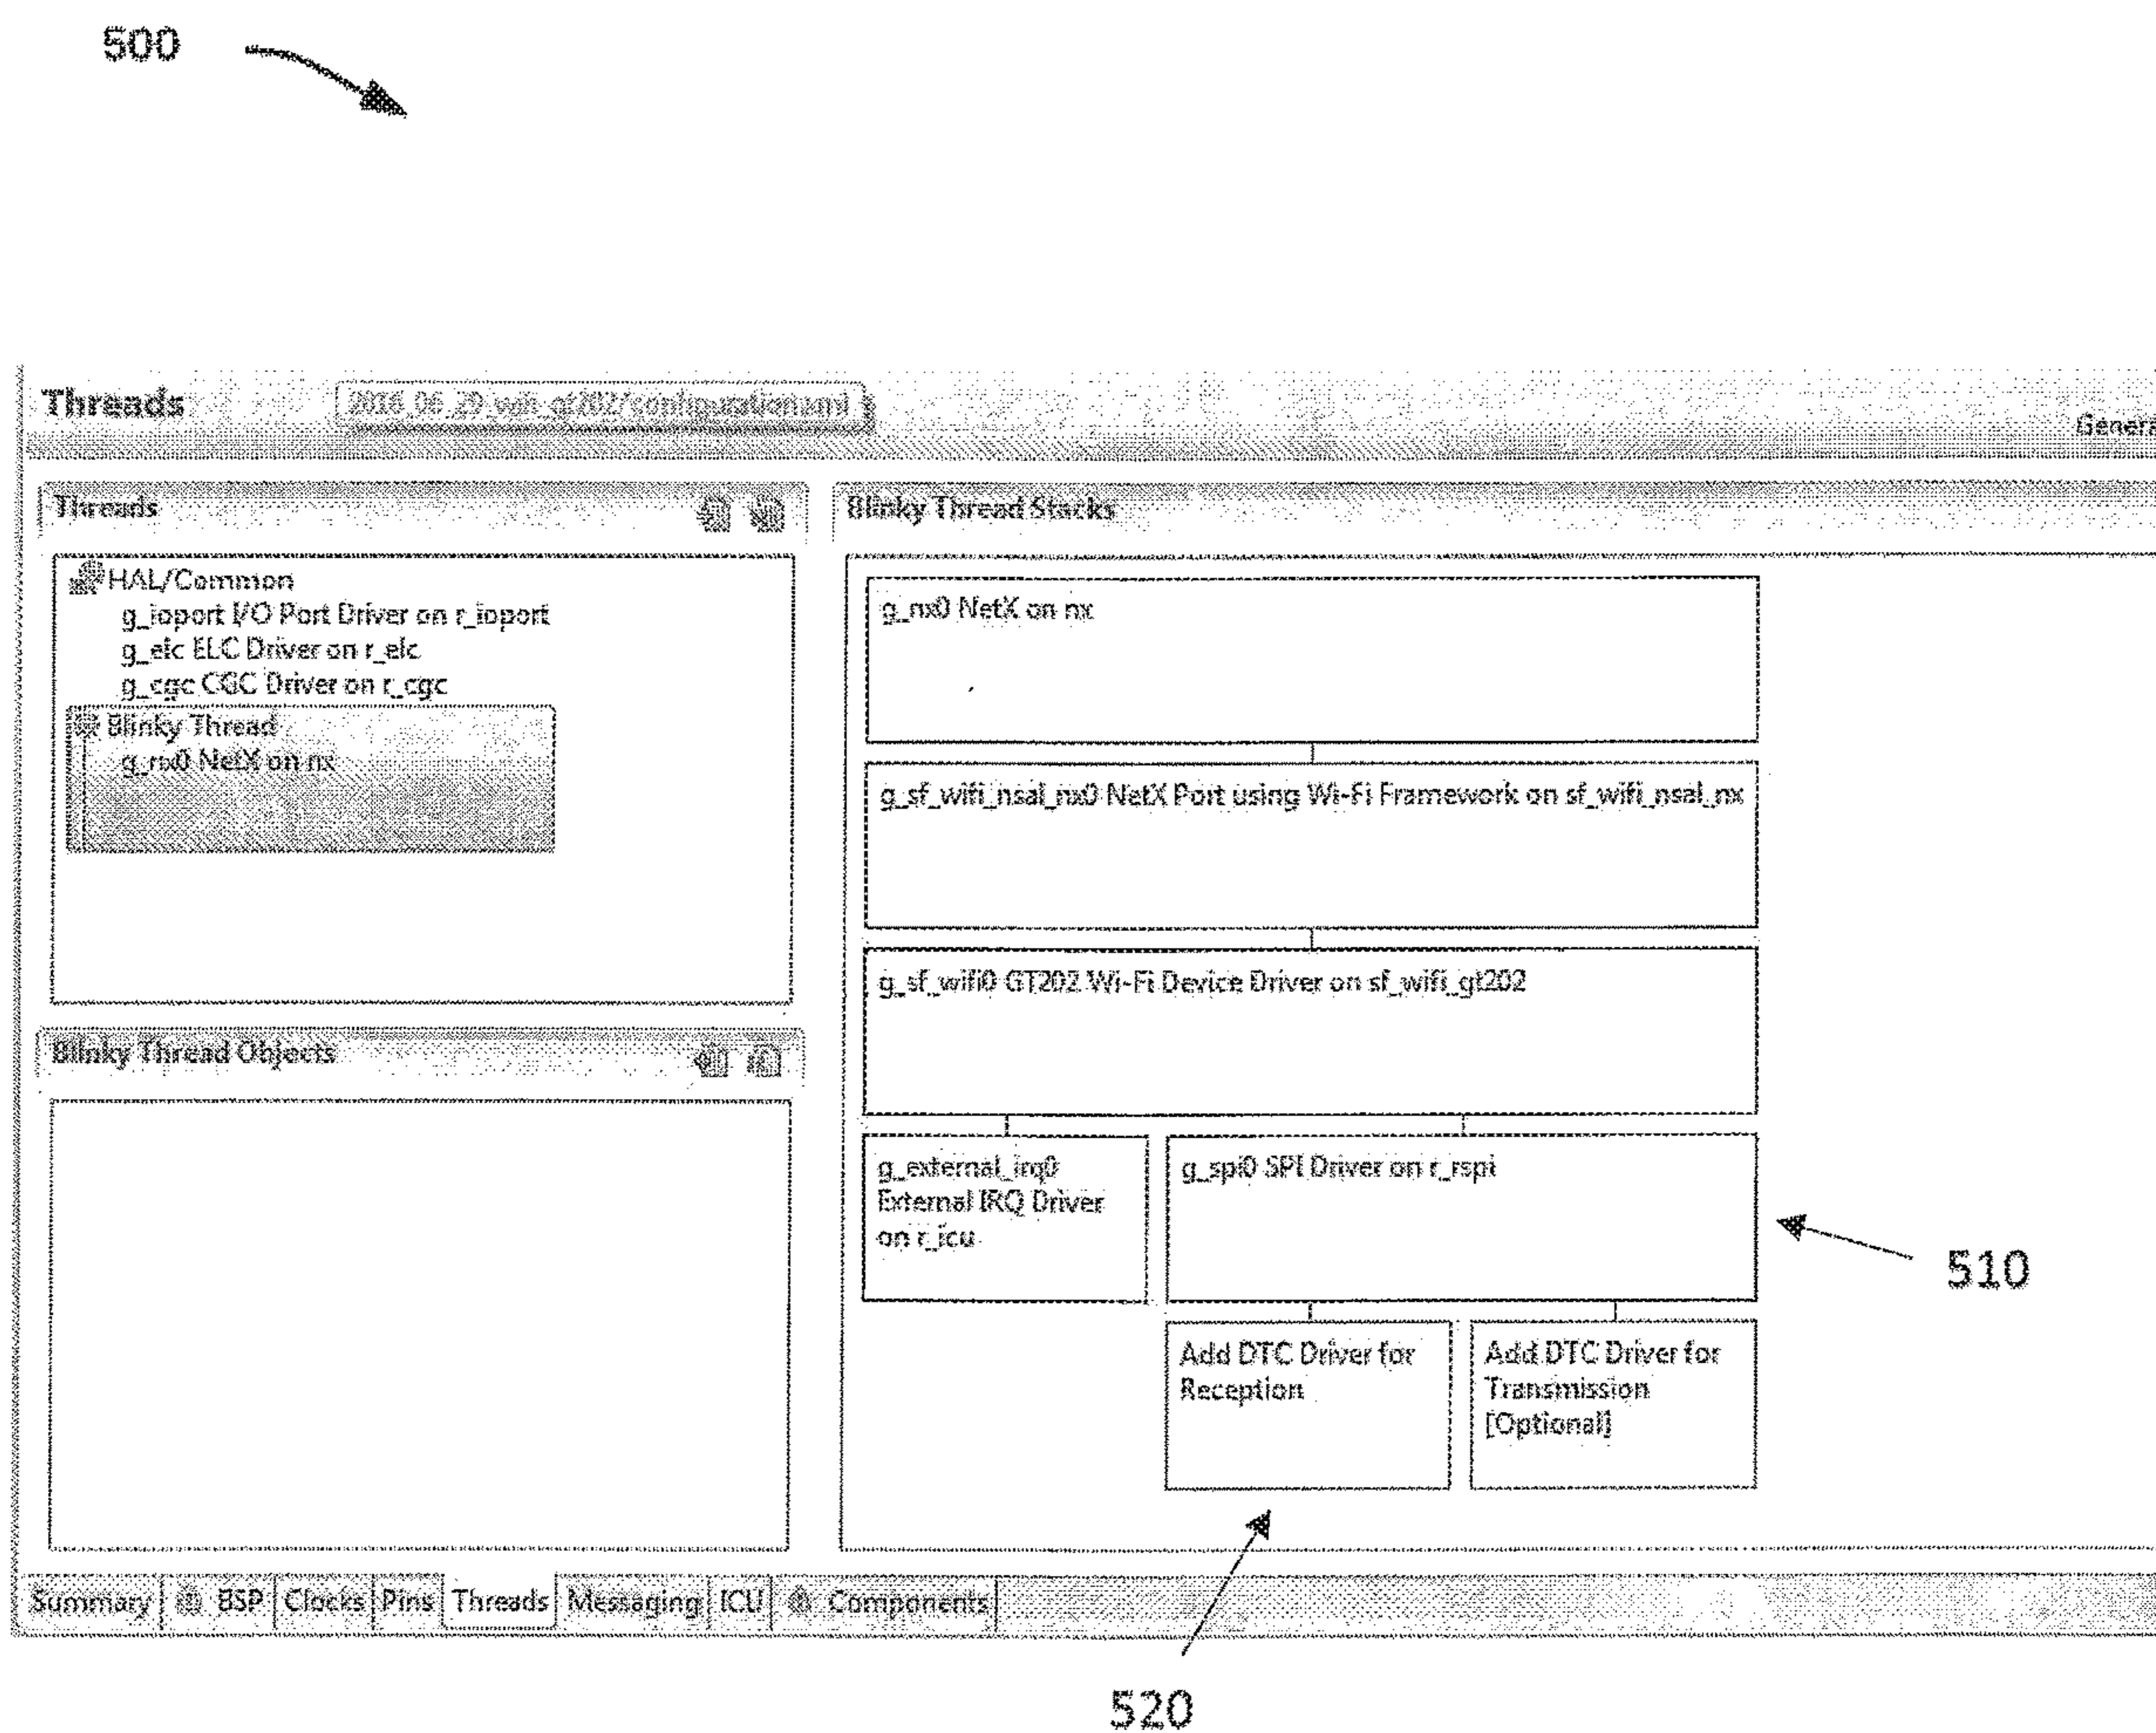 500
Threads
Genera
Threads
HAL/Common
g_ioport I/O Port Driver on r_ioport
g_elc ELC Driver on r_elc
g_cgc CGC Driver on r_cgc
Blinky Thread
g_nx0 NetX on nx
Blinky Thread Objects
Blinky Thread Stacks
g_nx0 NetX on nx
g_sf_wifi_nsal_nx0 NetX Port using Wi-Fi Framework on sf_wifi_nsal_nx
g_sf_wifi0 GT202 Wi-Fi Device Driver on sf_wifi_gt202
g_external_irq0
External IRQ Driver
on r_icu
g_spi0 SPI Driver on r_rspi
510
Add DTC Driver for
Reception
Add DTC Driver for
Transmission
[Optional]
Summary BSP Clocks Pins Threads Messaging ICU Components
520